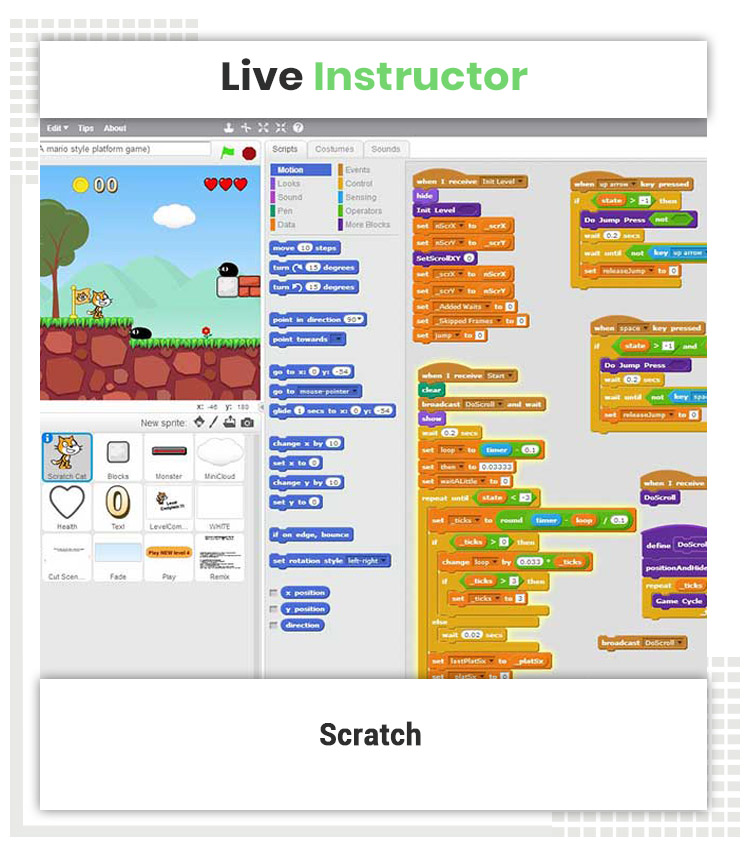 Live Instructor
Edit Tips About
A mario style platform game)
Scripts Costumes Sounds
00
Motion Events
Looks Control
Sound Sensing
Pen Operators
Data More Blocks
move 10 steps
turn 15 degrees
turn 15 degrees
point in direction 90
point towards
go to x: 0 y: -54
go to mouse-pointer
glide 1 secs to x: 0 y: -54
change x by 10
set x to 0
change y by 10
set y to 0
if on edge, bounce
set rotation style left-right
x position
y position
direction
x: -46 y: 180
New sprite:
Scratch Cat Blocks Monster MiniCloud
Health Text LevelCom... WHITE
Cut Scen... Fade Play Remix
Play NEW level 4
when I receive Init Level
hide
Init Level
set nScrX to _scrX
set nScrY to _scrY
SetScrollXY 0
set _scrX to nScrX
set _scrY to nScrY
set _Added Waits to 0
set _Skipped Frames to 0
set jump to 0
when I receive Start
clear
broadcast DoScroll and wait
show
wait 0.2 secs
set loop to timer - 0.1
set then to 0.03333
set waitALittle to 0
repeat until state < -3
set _ticks to round timer - loop / 0.1
if _ticks > 0 then
change loop by 0.033 * _ticks
if _ticks > 3 then
set _ticks to 3
else
wait 0.02 secs
set lastPlatSix to _platSix
set _platSix to 0
when up arrow key pressed
if state > -1 then
Do Jump Press not
wait 0.2 secs
wait until not key up arrow
set releaseJump to 0
when space key pressed
if state > -1 and
Do Jump Press
wait 0.2 secs
wait until not key spa
set releaseJump to 0
when I receive
DoScroll
define DoScrol
positionAndHide
repeat _ticks
Game Cycle
broadcast DoScroll
Scratch